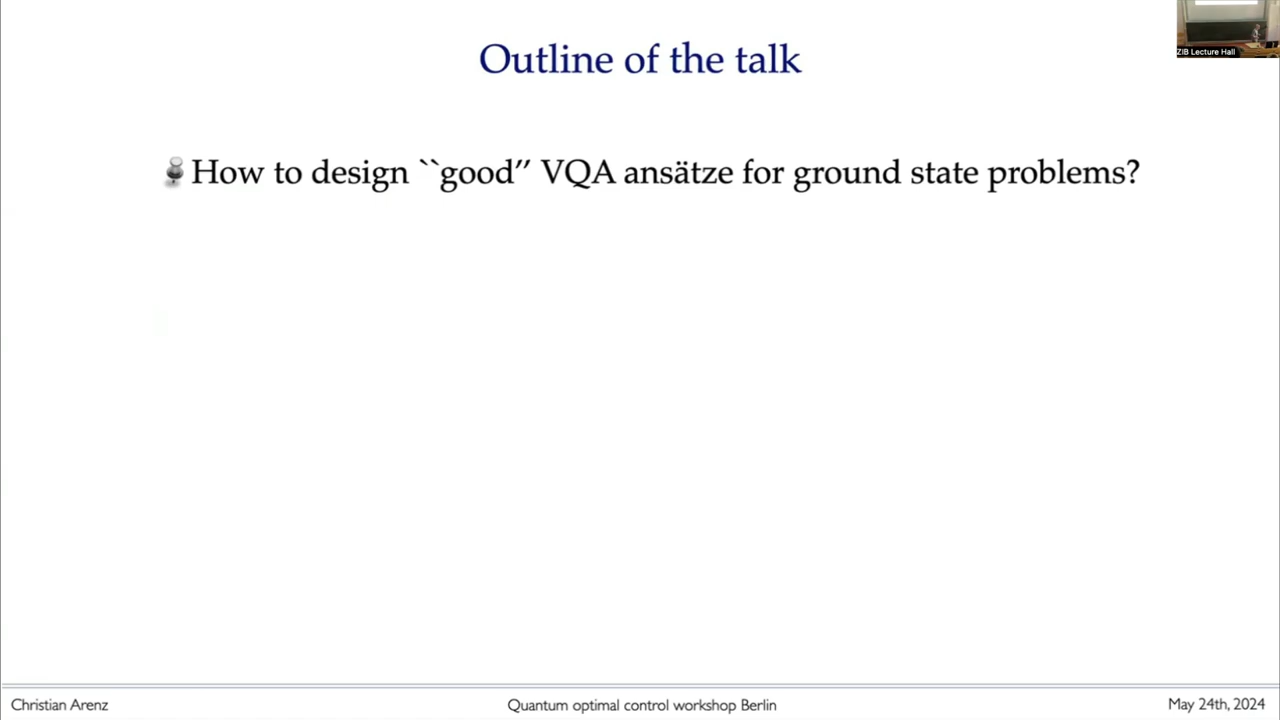 ZIB Lecture Hall
Outline of the talk
How to design ``good’’ VQA ansätze for ground state problems?
Christian Arenz
Quantum optimal control workshop Berlin
May 24th, 2024